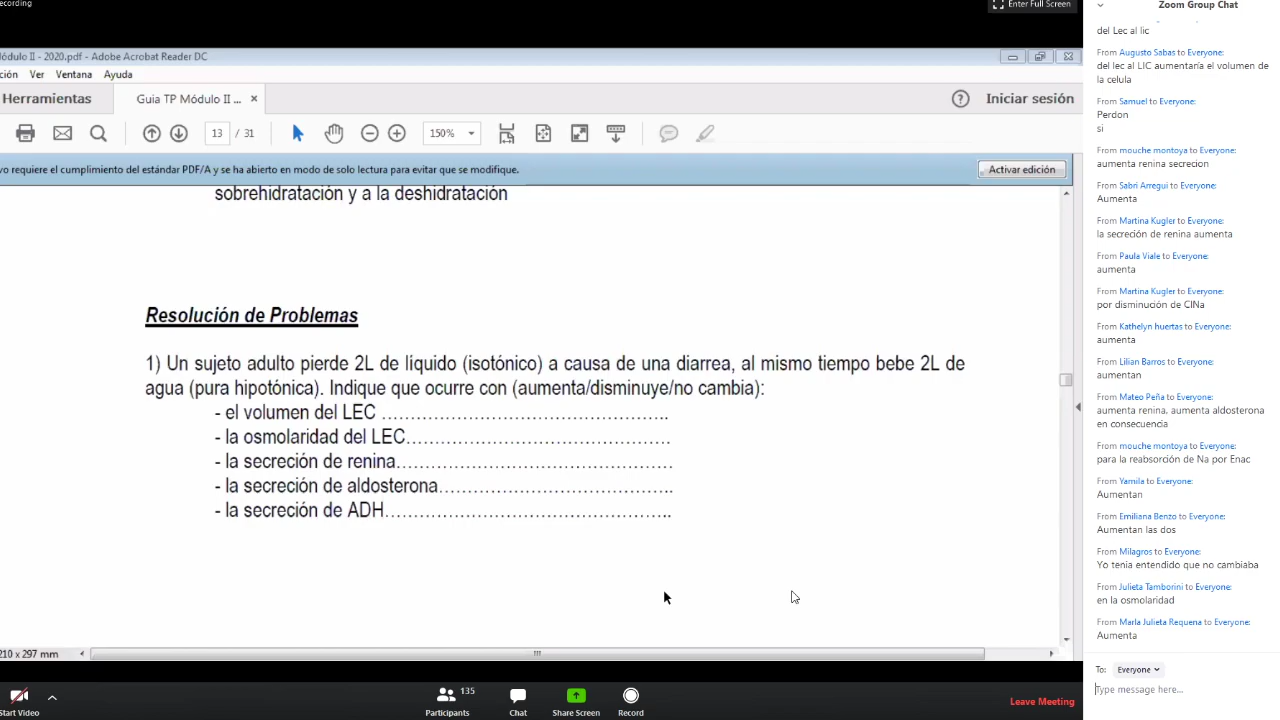 ecording
Enter Full Screen
ódulo II - 2020.pdf - Adobe Acrobat Reader DC
ción Ver Ventana Ayuda
Herramientas
Guia TP Módulo II ... ×
Iniciar sesión
13 / 31
150%
vo requiere el cumplimiento del estándar PDF/A y se ha abierto en modo de solo lectura para evitar que se modifique.
Activar edición
sobrehidratación y a la deshidratación
Resolución de Problemas
1) Un sujeto adulto pierde 2L de líquido (isotónico) a causa de una diarrea, al mismo tiempo bebe 2L de
agua (pura hipotónica). Indique que ocurre con (aumenta/disminuye/no cambia):
- el volumen del LEC …………………………………………..
- la osmolaridad del LEC…………………………………………
- la secreción de renina…………………………………………
- la secreción de aldosterona…………………………………..
- la secreción de ADH…………………………………………..
210 x 297 mm
Start Video
135
Participants
Chat
Share Screen
Record
Leave Meeting
Zoom Group Chat
del Lec al lic
From Augusto Sabas to Everyone:
del lec al LIC aumentaría el volumen de
la celula
From Samuel to Everyone:
Perdon
si
From mouche montoya to Everyone:
aumenta renina secrecion
From Sabri Arregui to Everyone:
Aumenta
From Martina Kugler to Everyone:
la secreción de renina aumenta
From Paula Viale to Everyone:
aumenta
From Martina Kugler to Everyone:
por disminución de ClNa
From Kathelyn huertas to Everyone:
aumenta
From Lilian Barros to Everyone:
aumentan
From Mateo Peña to Everyone:
aumenta renina, aumenta aldosterona
en consecuencia
From mouche montoya to Everyone:
para la reabsorción de Na por Enac
From Yamila to Everyone:
Aumentan
From Emiliana Benzo to Everyone:
Aumentan las dos
From Milagros to Everyone:
Yo tenia entendido que no cambiaba
From Julieta Tamborini to Everyone:
en la osmolaridad
From Marla Julieta Requena to Everyone:
Aumenta
To: Everyone
Type message here...